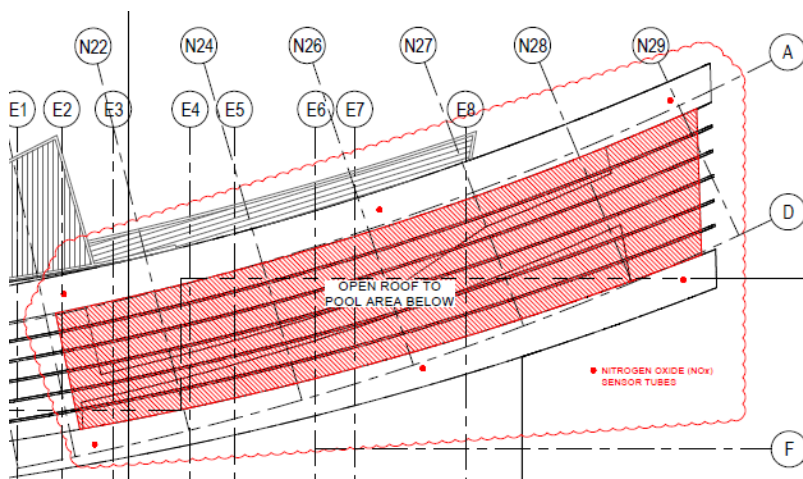 N22
N24
N26
N27
N28
N29
A
E1
E2
E3
E4
E5
E6
E7
E8
D
OPEN ROOF TO
POOL AREA BELOW
NITROGEN OXIDE (NOx)
SENSOR TUBES
F